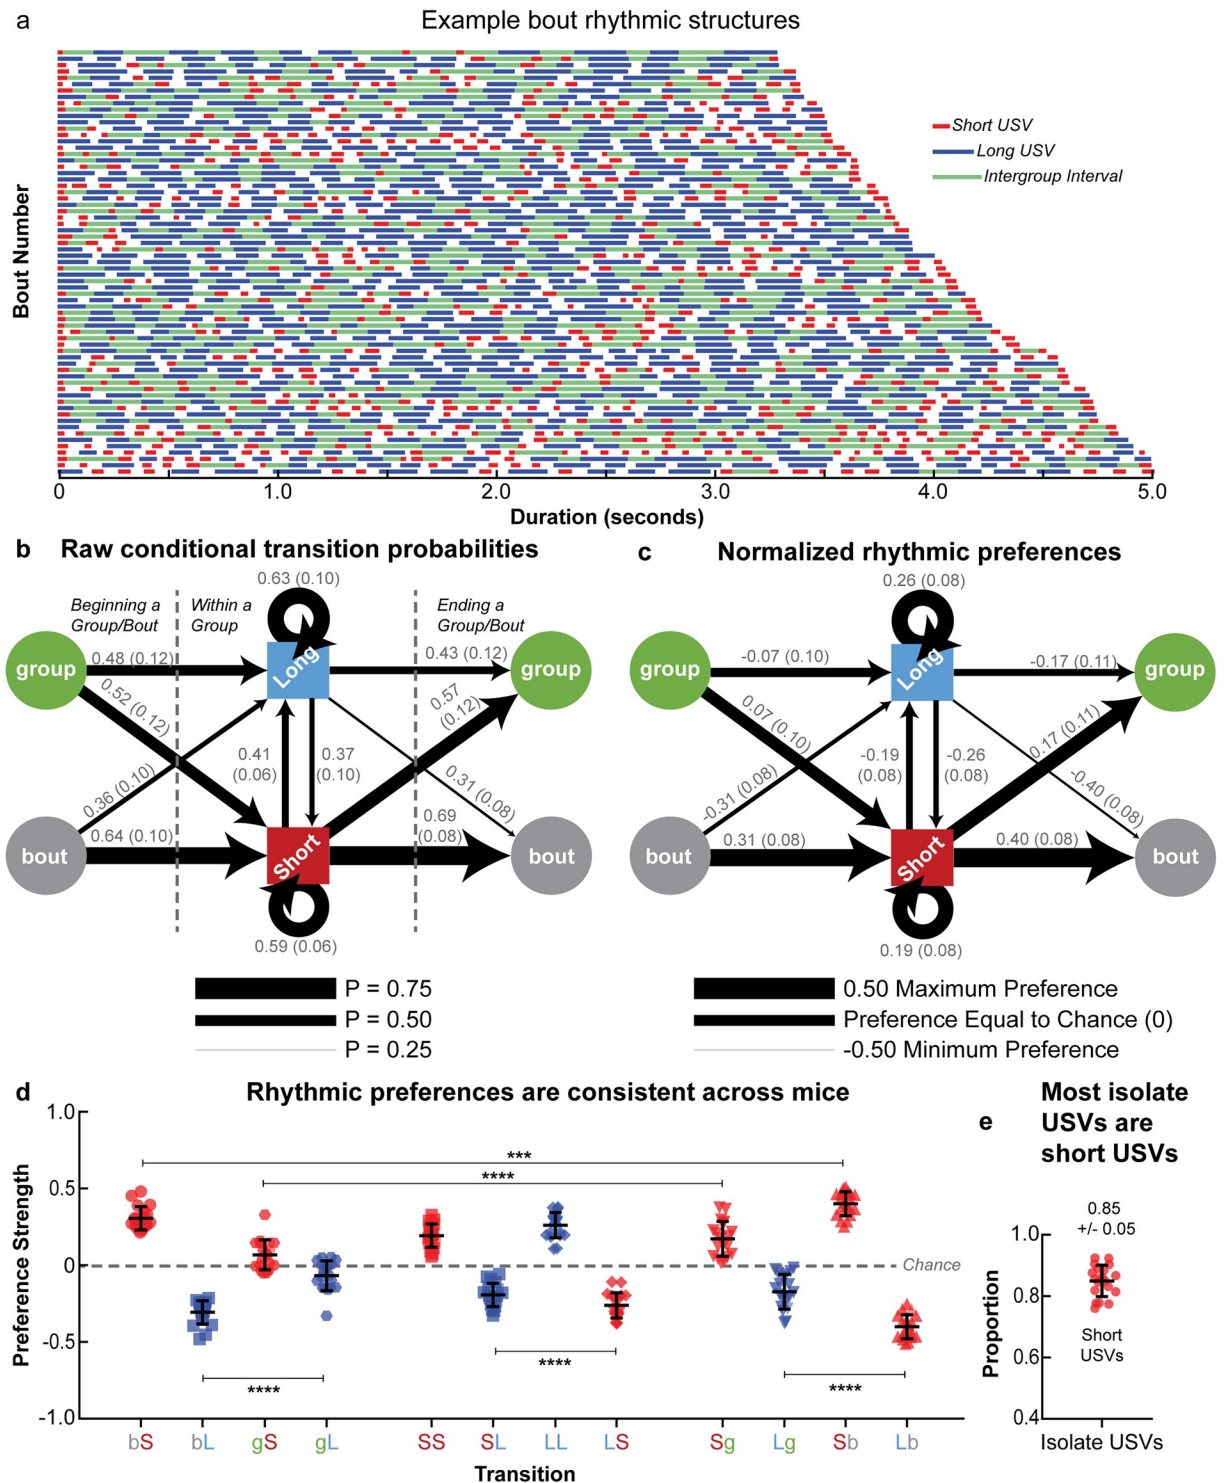 a
Example bout rhythmic structures
Short USV
Long USV
Intergroup Interval
Bout Number
0
1.0
2.0
3.0
4.0
5.0
Duration (seconds)
b
Raw conditional transition probabilities
0.63 (0.10)
Beginning a
Group/Bout
Within a
Group
Ending a
Group/Bout
group
0.48 (0.12)
Long
0.43 (0.12)
group
0.52 (0.12)
0.57
(0.12)
0.41
(0.06)
0.37
(0.10)
0.36 (0.10)
0.31 (0.08)
bout
0.64 (0.10)
Short
0.69
(0.08)
bout
0.59 (0.06)
P = 0.75
P = 0.50
P = 0.25
c
Normalized rhythmic preferences
0.26 (0.08)
group
-0.07 (0.10)
Long
-0.17 (0.11)
group
0.07 (0.10)
0.17 (0.11)
-0.19
(0.08)
-0.26
(0.08)
-0.31 (0.08)
-0.40 (0.08)
bout
0.31 (0.08)
Short
0.40 (0.08)
bout
0.19 (0.08)
0.50 Maximum Preference
Preference Equal to Chance (0)
-0.50 Minimum Preference
d
Rhythmic preferences are consistent across mice
1.0
0.5
0
-0.5
-1.0
Preference Strength
***
****
Chance
****
****
****
bS
bL
gS
gL
SS
SL
LL
LS
Sg
Lg
Sb
Lb
Transition
e
Most isolate
USVs are
short USVs
0.85
+/- 0.05
1.0
0.8
0.6
0.4
Proportion
Short
USVs
Isolate USVs